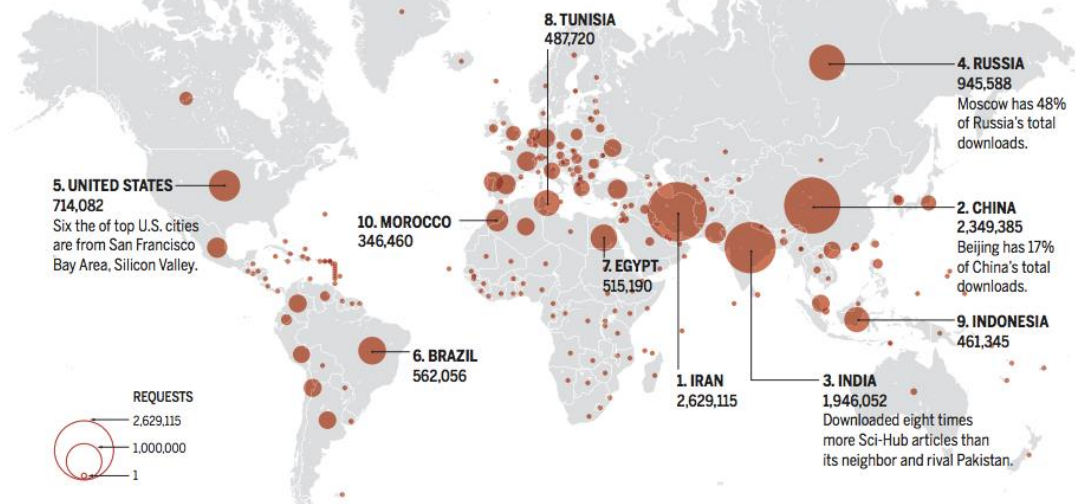 8. TUNISIA
487,720
4. RUSSIA
945,588
Moscow has 48%
of Russia's total
downloads.
5. UNITED STATES
714,082
Six the of top U.S. cities
are from San Francisco
Bay Area, Silicon Valley.
10. MOROCCO
346,460
2. CHINA
2,349,385
Beijing has 17%
of China's total
downloads.
7. EGYPT
515,190
9. INDONESIA
461,345
6. BRAZIL
562,056
1. IRAN
2,629,115
3. INDIA
1,946,052
Downloaded eight times
more Sci-Hub articles than
its neighbor and rival Pakistan.
REQUESTS
2,629,115
1,000,000
1